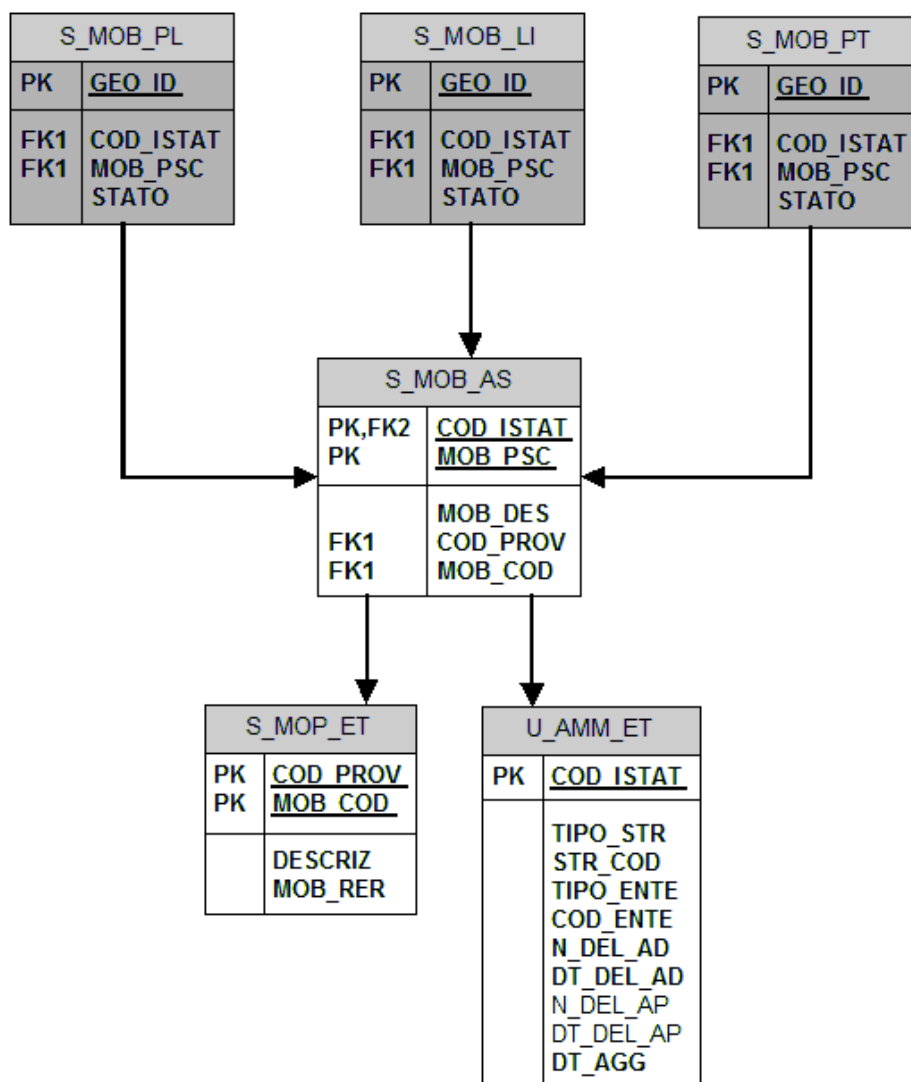 S_MOB_PL
PK GEO_ID
FK1 COD_ISTAT
FK1 MOB_PSC
STATO
S_MOB_LI
PK GEO_ID
FK1 COD_ISTAT
FK1 MOB_PSC
STATO
S_MOB_PT
PK GEO_ID
FK1 COD_ISTAT
FK1 MOB_PSC
STATO
S_MOB_AS
PK,FK2 COD_ISTAT
PK MOB_PSC
MOB_DES
FK1 COD_PROV
FK1 MOB_COD
S_MOP_ET
PK COD_PROV
PK MOB_COD
DESCRIZ
MOB_RER
U_AMM_ET
PK COD_ISTAT
TIPO_STR
STR_COD
TIPO_ENTE
COD_ENTE
N_DEL_AD
DT_DEL_AD
N_DEL_AP
DT_DEL_AP
DT_AGG